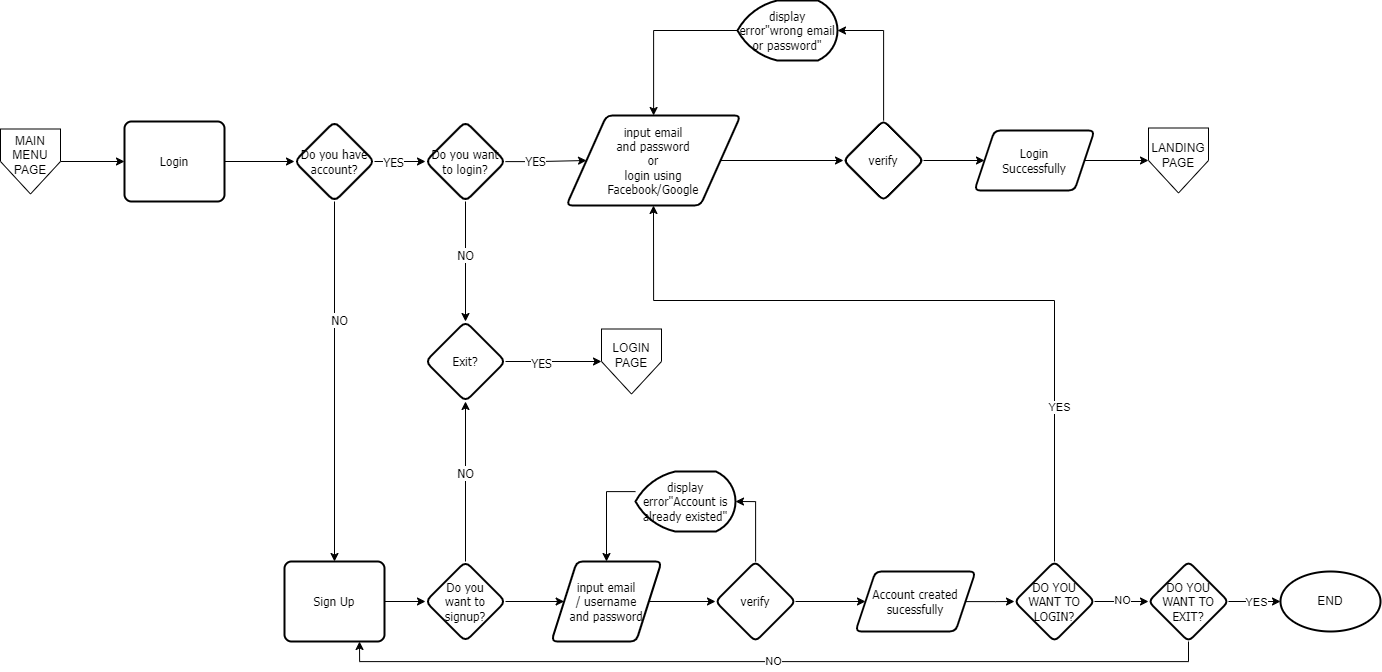 display
error"wrong email
or password"
MAIN
MENU
PAGE
Login
Do you have
account?
YES
Do you want
to login?
YES
input email
and password
or
login using
Facebook/Google
verify
Login
Successfully
LANDING
PAGE
NO
NO
Exit?
YES
LOGIN
PAGE
YES
NO
display
error"Account is
already existed"
Sign Up
Do you
want to
signup?
input email
/ username
and password
verify
Account created
sucessfully
DO YOU
WANT TO
LOGIN?
NO
DO YOU
WANT TO
EXIT?
YES
END
NO